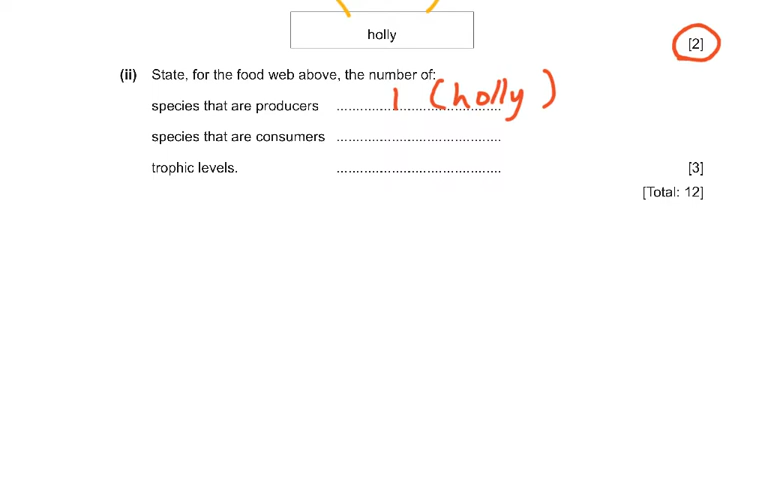 holly
[2]
(ii) State, for the food web above, the number of:
species that are producers ........................................... 1 (holly)
species that are consumers ...........................................
trophic levels. ........................................... [3]
[Total: 12]